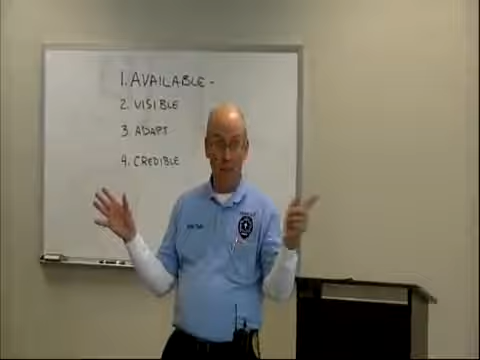 1. AVAILABLE -
2. VISIBLE
3 ADAPT
4. CREDIBLE